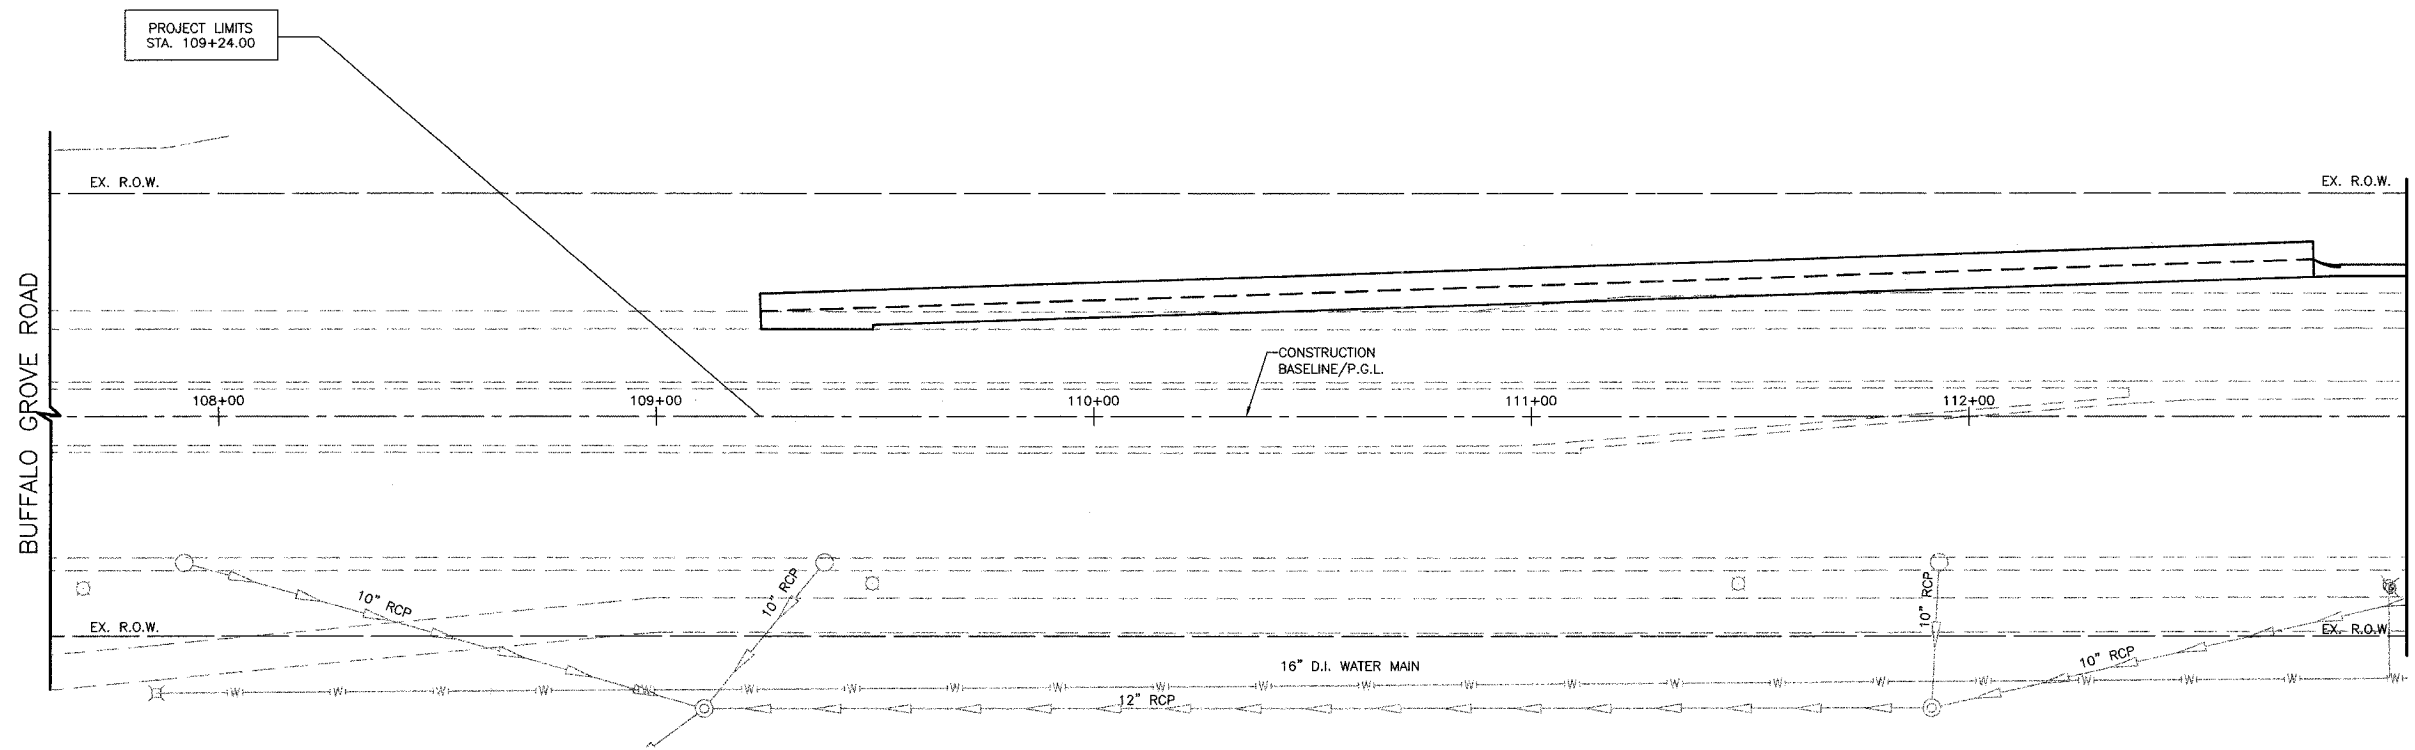 PROJECT LIMITS
STA. 109+24.00
EX. R.O.W.
EX. R.O.W.
BUFFALO GROVE ROAD
CONSTRUCTION
BASELINE/P.G.L.
108+00
109+00
110+00
111+00
112+00
10" RCP
10" RCP
10" RCP
EX. R.O.W.
EX. R.O.W.
10" RCP
16" D.I. WATER MAIN
W W W W W W W W W W W W W W W W W W W W W W
12" RCP